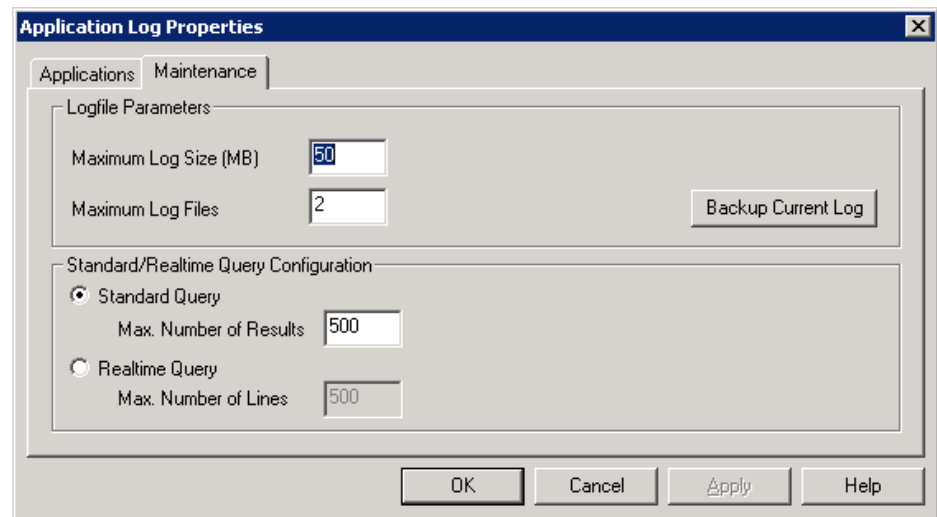 Application Log Properties
Applications Maintenance
Logfile Parameters
Maximum Log Size (MB) 50
Maximum Log Files 2 Backup Current Log
Standard/Realtime Query Configuration
Standard Query
Max. Number of Results 500
Realtime Query
Max. Number of Lines 500
OK Cancel Apply Help